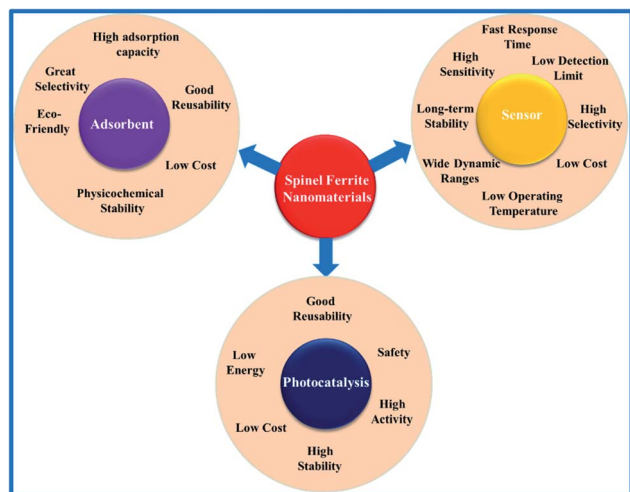 High adsorption
capacity
Great
Selectivity
Good
Reusability
Eco-
Friendly
Adsorbent
Low Cost
Physicochemical
Stability
Fast Response
Time
High
Sensitivity
Low Detection
Limit
Long-term
Stability
Sensor
High
Selectivity
Wide Dynamic
Ranges
Low Cost
Low Operating
Temperature
Spinel Ferrite
Nanomaterials
Good
Reusability
Low
Energy
Safety
Photocatalysis
High
Activity
Low Cost
High
Stability